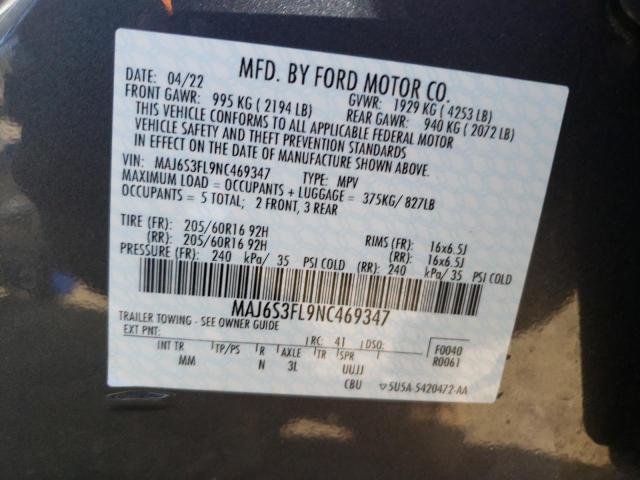 MFD. BY FORD MOTOR CO.
DATE: 04/22 GVWR: 1929 KG ( 4253 LB)
FRONT GAWR: 995 KG ( 2194 LB) REAR GAWR: 940 KG ( 2072 LB)
THIS VEHICLE CONFORMS TO ALL APPLICABLE FEDERAL MOTOR
VEHICLE SAFETY AND THEFT PREVENTION STANDARDS
IN EFFECT ON THE DATE OF MANUFACTURE SHOWN ABOVE.
VIN: MAJ6S3FL9NC469347 TYPE: MPV
MAXIMUM LOAD = OCCUPANTS + LUGGAGE = 375KG/ 827LB
OCCUPANTS = 5 TOTAL; 2 FRONT, 3 REAR
TIRE (FR): 205/60R16 92H RIMS (FR): 16x6.5J
(RR): 205/60R16 92H (RR): 16x6.5J
PRESSURE (FR): 240 kPa/ 35 PSI COLD (RR): 240 kPa/ 35 PSI COLD
MAJ6S3FL9NC469347
TRAILER TOWING - SEE OWNER GUIDE
EXT PNT: RC: 41 DSO: F0040
R0061
INT TR TP/PS R AXLE TR SPR
MM N 3L UUJJ
CBU 5U5A-5420472-AA